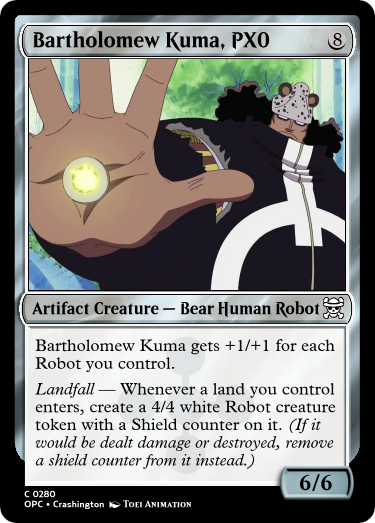 Bartholomew Kuma, PX0 8
Artifact Creature — Bear Human Robot
Bartholomew Kuma gets +1/+1 for each
Robot you control.
Landfall — Whenever a land you control
enters, create a 4/4 white Robot creature
token with a Shield counter on it. (If it
would be dealt damage or destroyed, remove
a shield counter from it instead.)
6/6
C 0280
OPC • Crashington TOEI ANIMATION